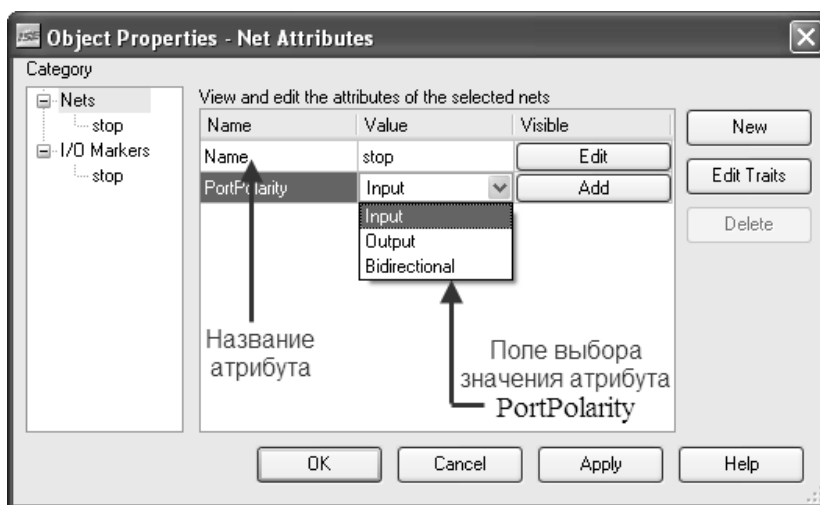 Object Properties - Net Attributes
Category
Nets
stop
I/O Markers
stop
View and edit the attributes of the selected nets
Name Value Visible
Name stop Edit
PortPolarity Input Add
Input
Output
Bidirectional
New
Edit Traits
Delete
Название
атрибута
Поле выбора
значения атрибута
PortPolarity
OK Cancel Apply Help